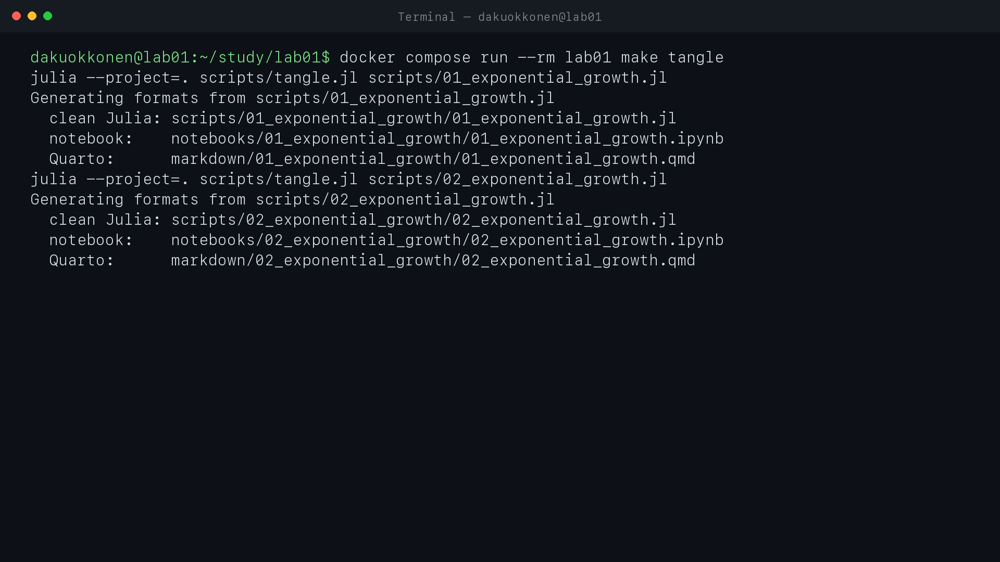 Terminal — dakuokkonen@lab01
dakuokkonen@lab01:~/study/lab01$ docker compose run --rm lab01 make tangle
julia --project=. scripts/tangle.jl scripts/01_exponential_growth.jl
Generating formats from scripts/01_exponential_growth.jl
  clean Julia: scripts/01_exponential_growth/01_exponential_growth.jl
  notebook:    notebooks/01_exponential_growth/01_exponential_growth.ipynb
  Quarto:      markdown/01_exponential_growth/01_exponential_growth.qmd
julia --project=. scripts/tangle.jl scripts/02_exponential_growth.jl
Generating formats from scripts/02_exponential_growth.jl
  clean Julia: scripts/02_exponential_growth/02_exponential_growth.jl
  notebook:    notebooks/02_exponential_growth/02_exponential_growth.ipynb
  Quarto:      markdown/02_exponential_growth/02_exponential_growth.qmd